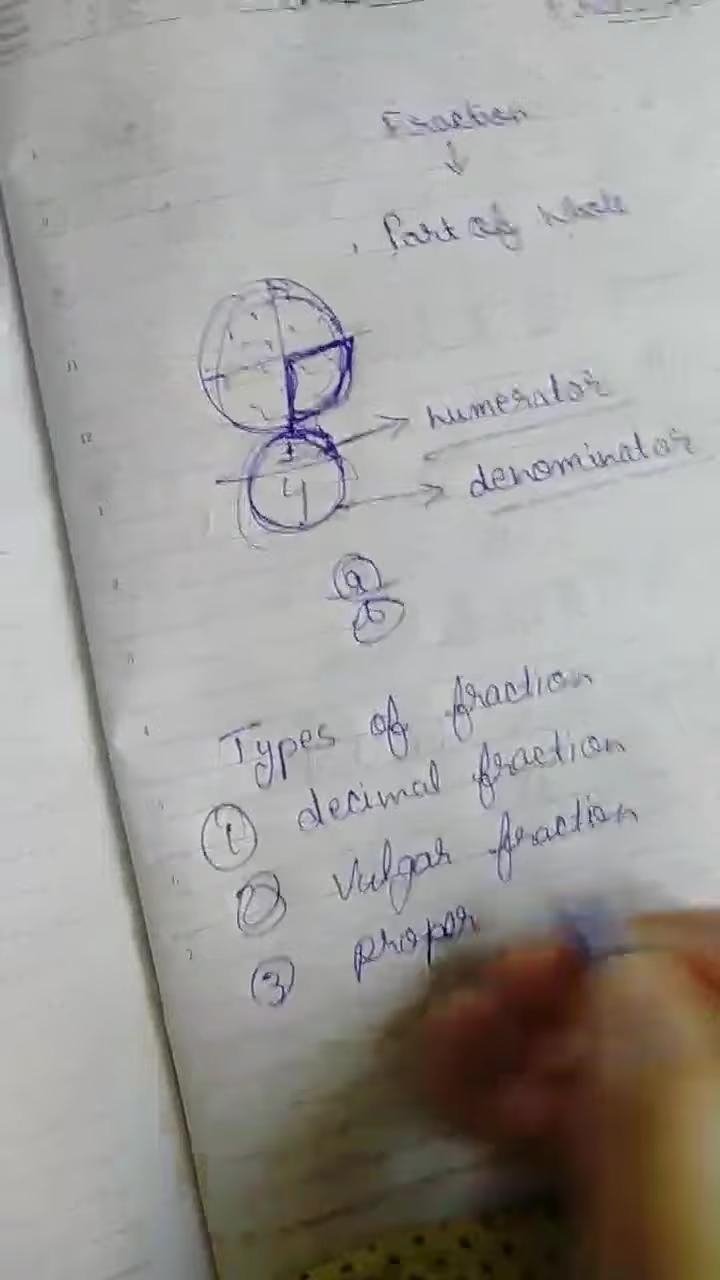 Fraction
↓
Part of whole
1 → numerator
4 → denominator
a
b
Types of fraction
① decimal fraction
② Vulgar fraction
③ proper